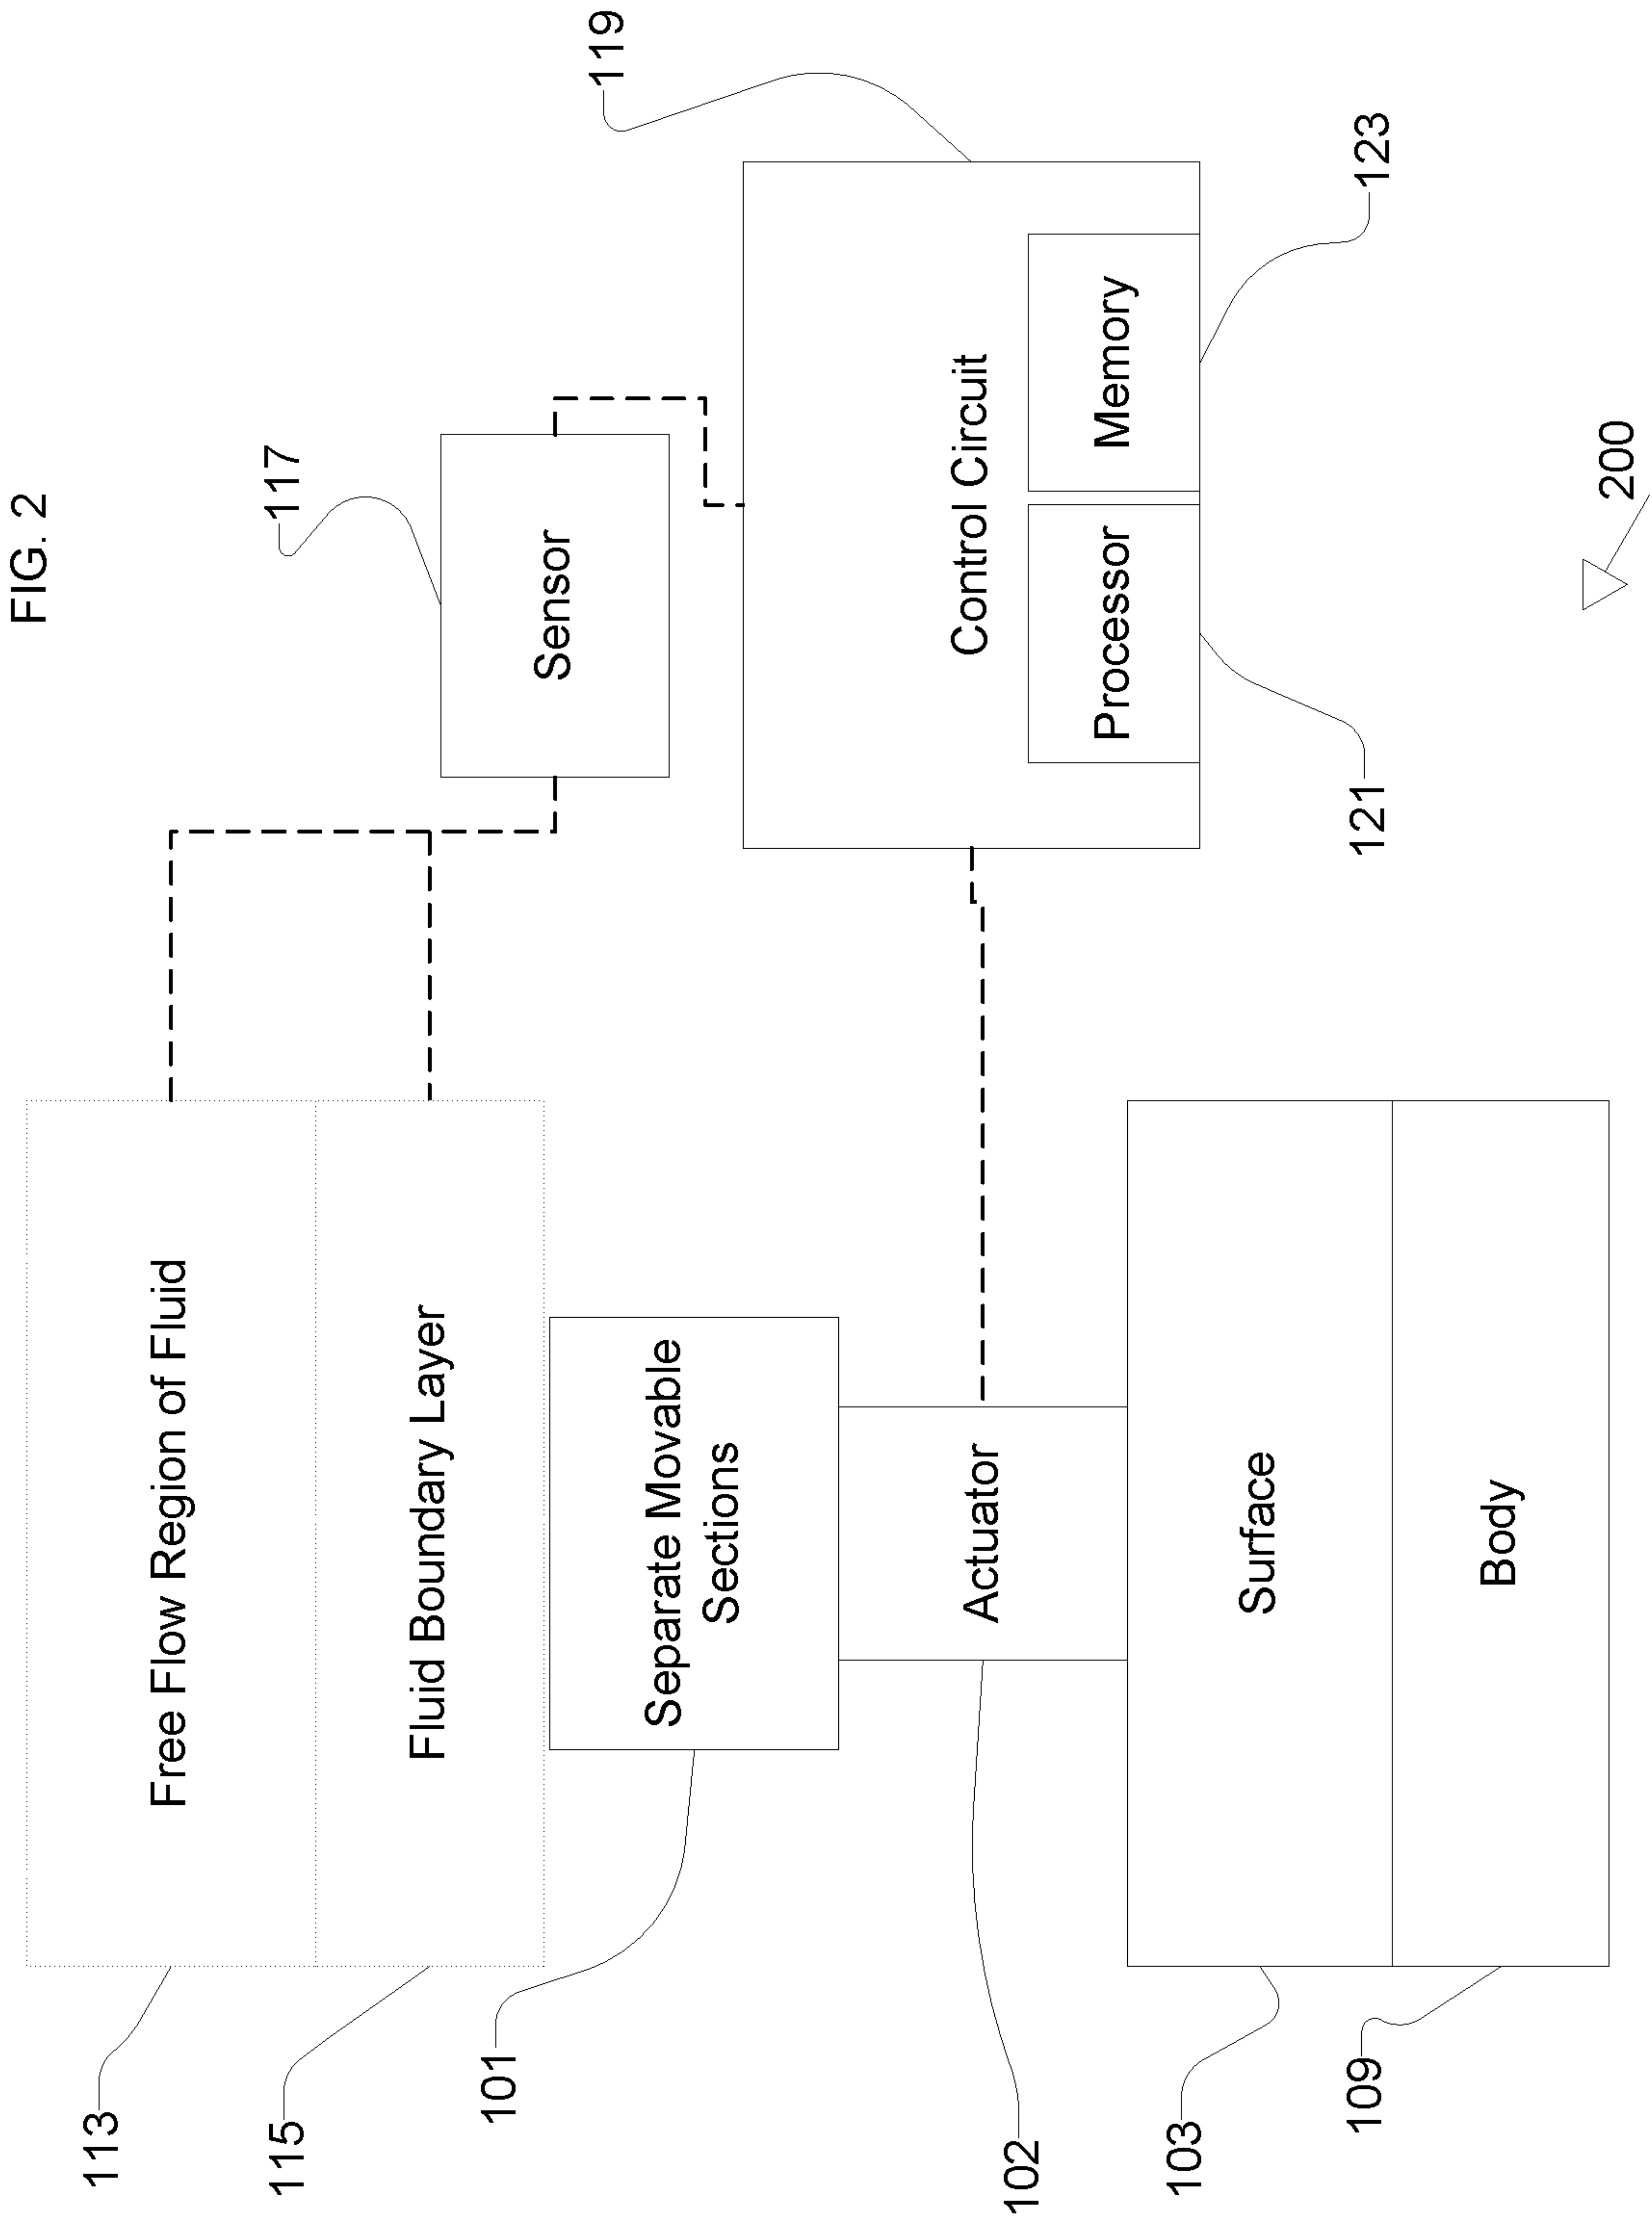 FIG. 2
113
Free Flow Region of Fluid
115
Fluid Boundary Layer
117
Sensor
101
Separate Movable
Sections
119
Control Circuit
102
Actuator
Processor
Memory
121
123
103
Surface
109
Body
200